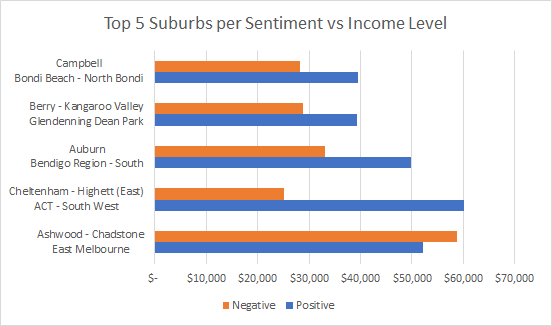 Top 5 Suburbs per Sentiment vs Income Level
Campbell
Bondi Beach - North Bondi
Berry - Kangaroo Valley
Glendenning Dean Park
Auburn
Bendigo Region - South
Cheltenham - Highett (East)
ACT - South West
Ashwood - Chadstone
East Melbourne
$- $10,000 $20,000 $30,000 $40,000 $50,000 $60,000 $70,000
Negative Positive